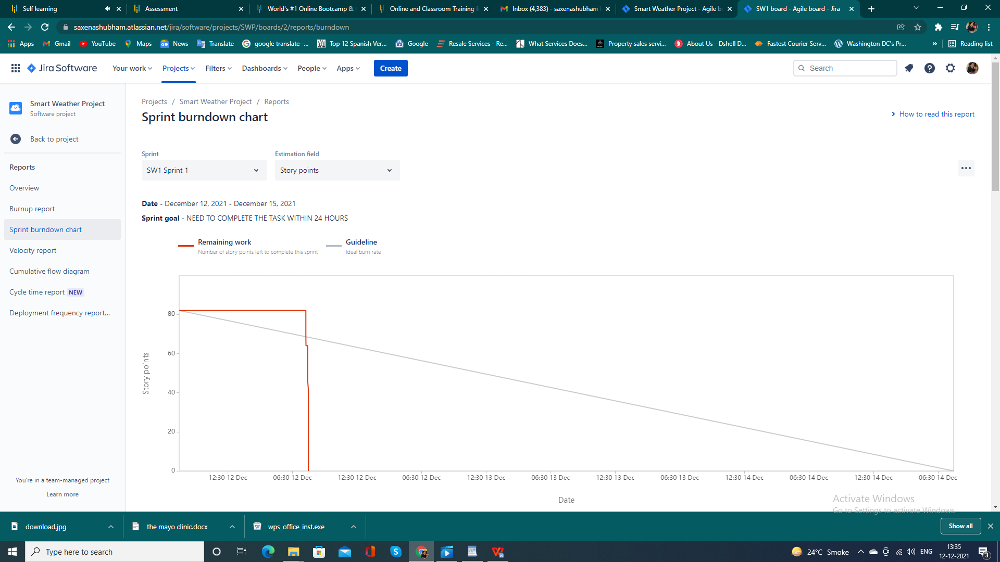 Self learning
Assessment
World's #1 Online Bootcamp &
Online and Classroom Training f
Inbox (4,383) - saxenashubham1
Smart Weather Project - Agile b
SW1 board - Agile board - Jira
saxenashubham.atlassian.net/jira/software/projects/SWP/boards/2/reports/burndown
Apps
Gmail
YouTube
Maps
News
Translate
google translate -...
Top 12 Spanish Ver...
Google
Resale Services - Re...
What Services Does...
Property sales servi...
About Us - Dshell D...
Fastest Courier Serv...
Washington DC's Pr...
»
Reading list
Jira Software
Your work
Projects
Filters
Dashboards
People
Apps
Create
Search
Smart Weather Project
Software project
Back to project
Reports
Overview
Burnup report
Sprint burndown chart
Velocity report
Cumulative flow diagram
Cycle time report NEW
Deployment frequency report...
You're in a team-managed project
Learn more
Projects / Smart Weather Project / Reports
Sprint burndown chart
How to read this report
Sprint
SW1 Sprint 1
Estimation field
Story points
Date - December 12, 2021 - December 15, 2021
Sprint goal - NEED TO COMPLETE THE TASK WITHIN 24 HOURS
Remaining work
Number of story points left to complete this sprint
Guideline
Ideal burn rate
80
60
40
20
0
Story points
12:30 12 Dec
06:30 12 Dec
12:30 12 Dec
06:30 12 Dec
12:30 13 Dec
06:30 13 Dec
12:30 13 Dec
06:30 13 Dec
12:30 14 Dec
06:30 14 Dec
12:30 14 Dec
06:30 14 Dec
Date
Activate Windows
Go to Settings to activate Windows.
download.jpg
the mayo clinic.docx
wps_office_inst.exe
Show all
Type here to search
24°C Smoke
ENG
13:35
12-12-2021
3